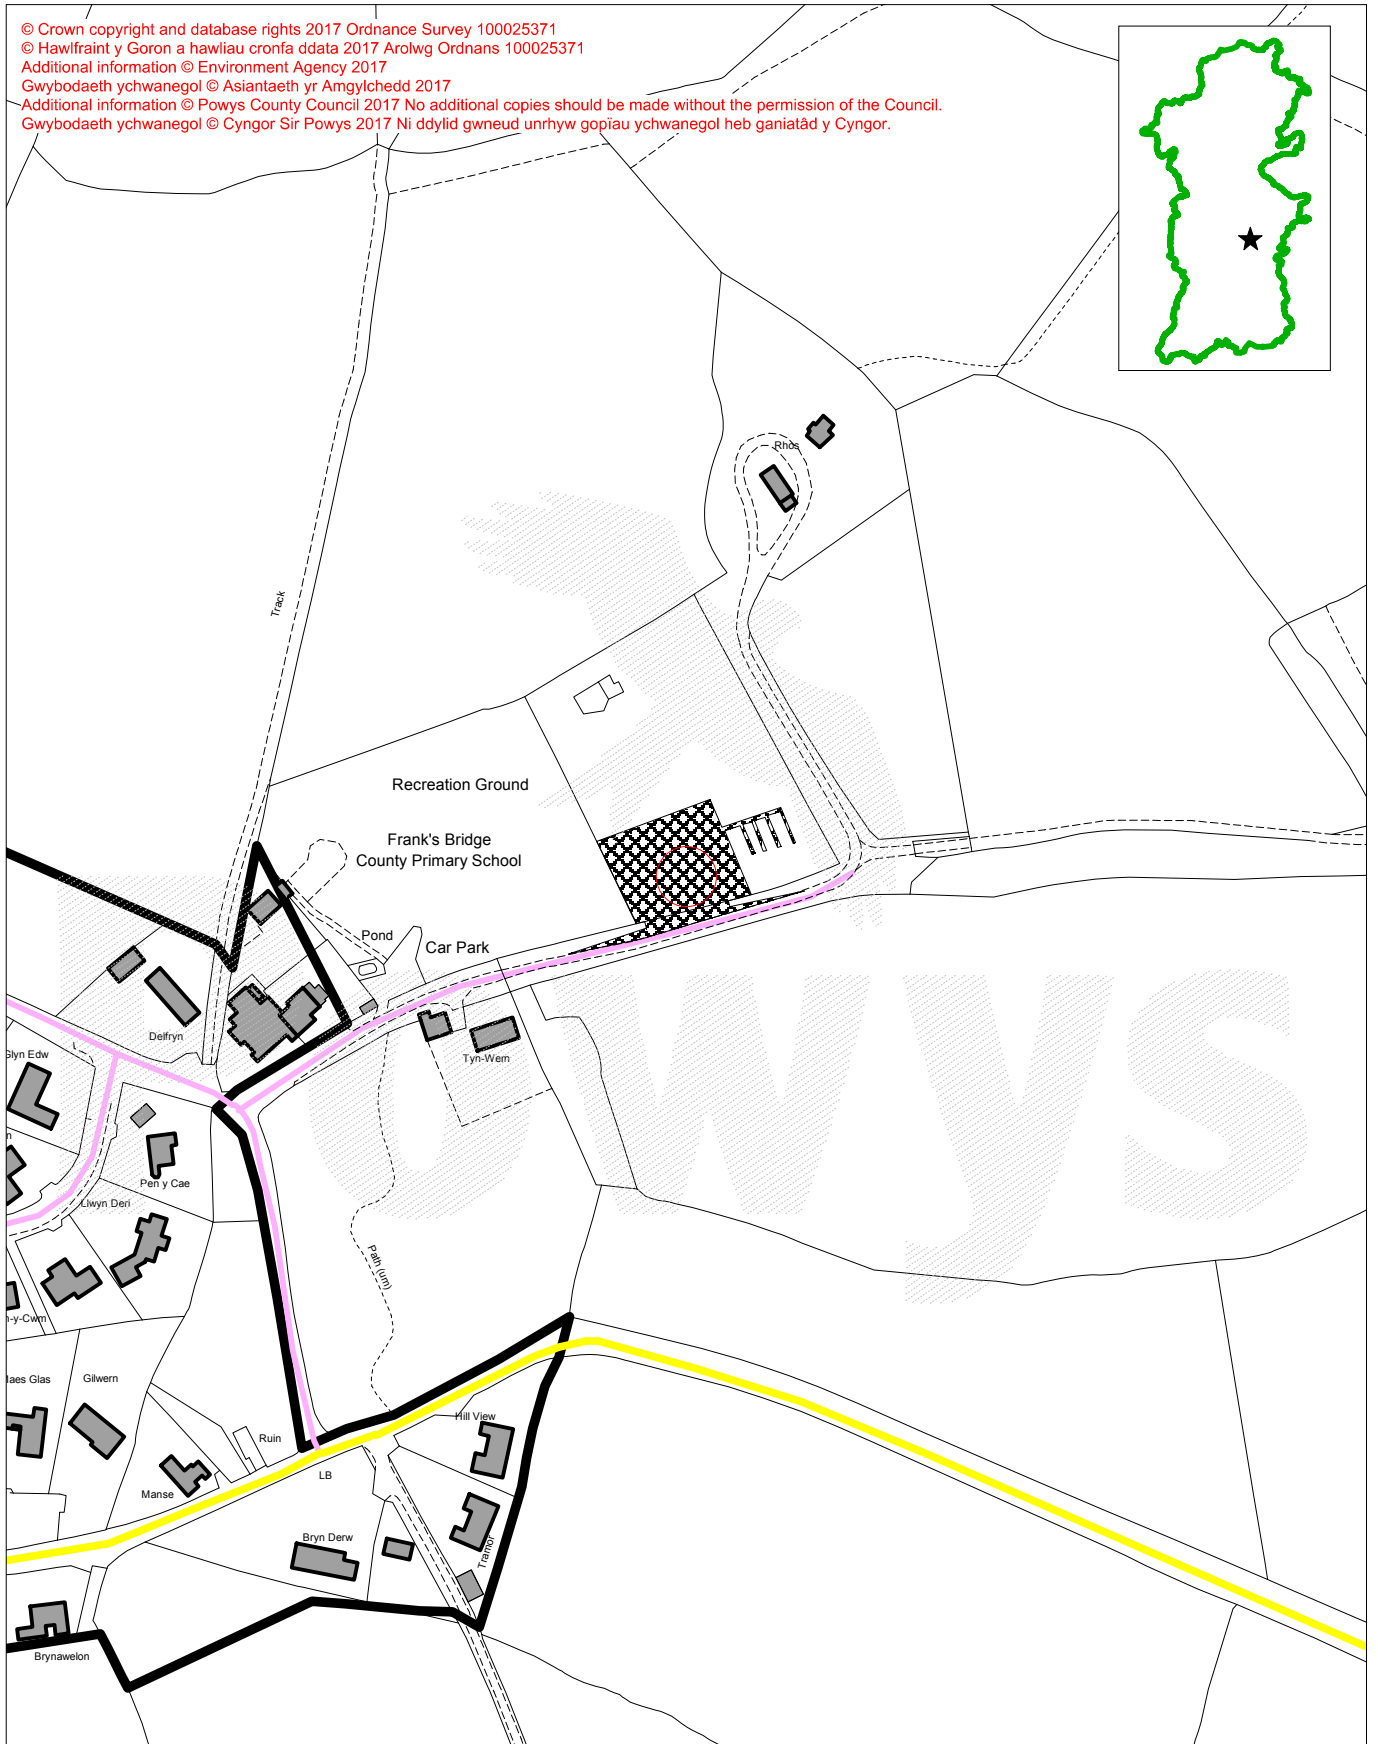 © Crown copyright and database rights 2017 Ordnance Survey 100025371
© Hawlfraint y Goron a hawliau cronfa ddata 2017 Arolwg Ordnans 100025371
Additional information © Environment Agency 2017
Gwybodaeth ychwanegol © Asiantaeth yr Amgylchedd 2017
Additional information © Powys County Council 2017 No additional copies should be made without the permission of the Council.
Gwybodaeth ychwanegol © Cyngor Sir Powys 2017 Ni ddylid gwneud unrhyw gopïau ychwanegol heb ganiatâd y Cyngor.
Rhos
Track
Recreation Ground
Frank's Bridge
County Primary School
Pond
Car Park
Delfryn
Tyn-Wern
Glyn Edw
n
Pen y Cae
Llwyn Deri
Path (um)
n-y-Cwm
Maes Glas
Gilwern
Hill View
Ruin
LB
Manse
Bryn Derw
Tramor
Brynawelon
owys